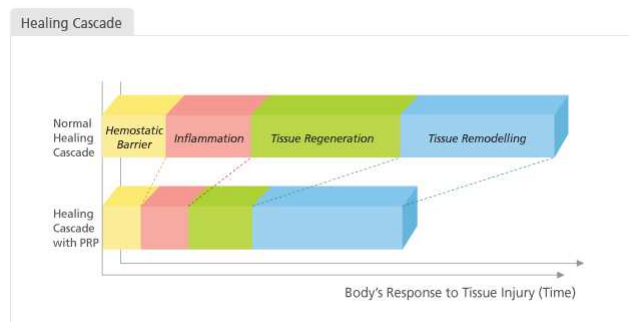 Healing Cascade
Normal
Healing
Cascade
Hemostatic
Barrier
Inflammation
Tissue Regeneration
Tissue Remodelling
Healing
Cascade
with PRP
Body's Response to Tissue Injury (Time)